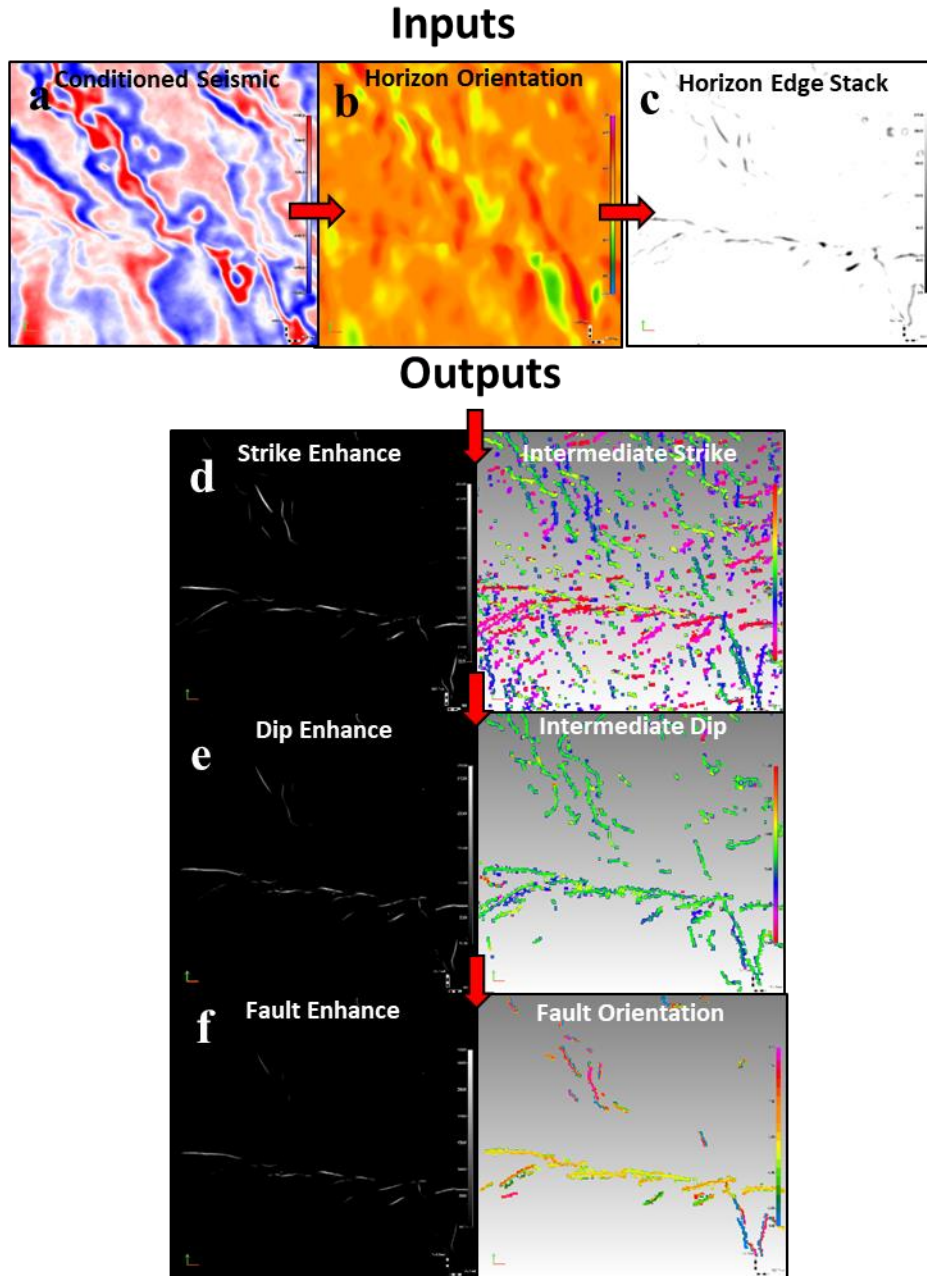 Inputs
a
Conditioned Seismic
b
Horizon Orientation
c
Horizon Edge Stack
Outputs
d
Strike Enhance
Intermediate Strike
e
Dip Enhance
Intermediate Dip
f
Fault Enhance
Fault Orientation